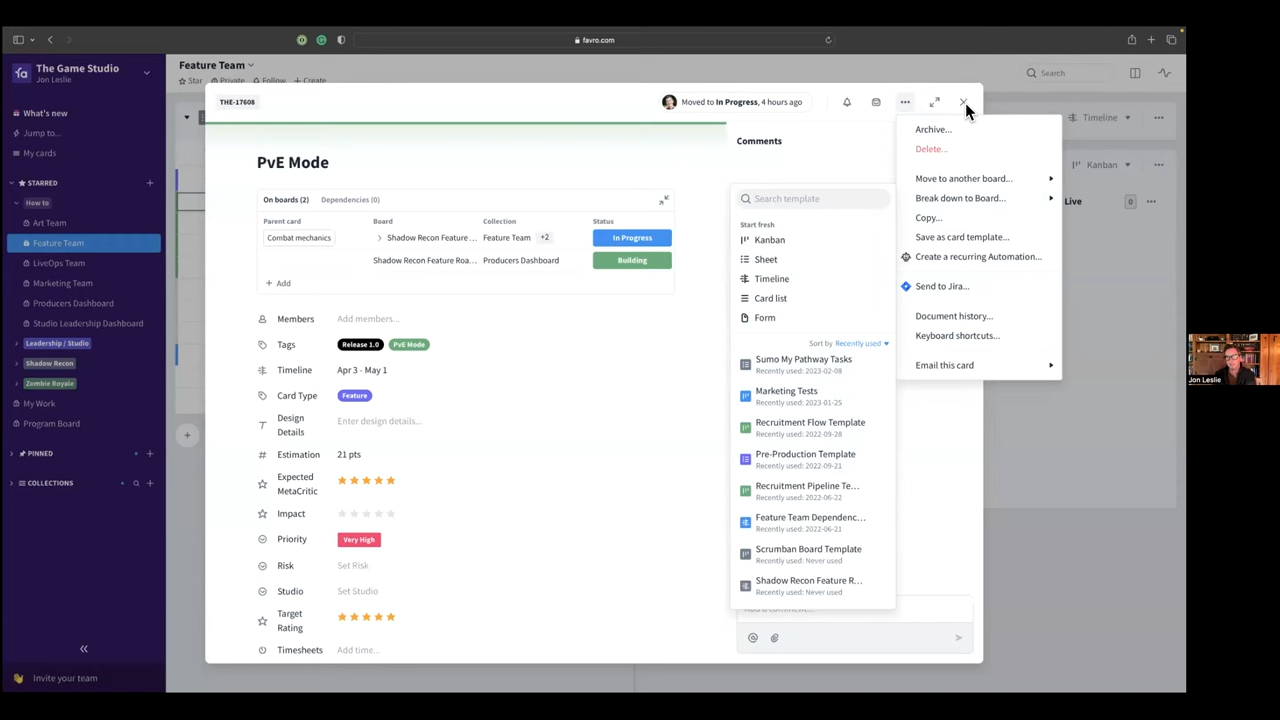 favro.com
The Game Studio
Jon Leslie
What's new
Jump to...
My cards
STARRED
How to
Art Team
Feature Team
LiveOps Team
Marketing Team
Producers Dashboard
Studio Leadership Dashboard
Leadership / Studio
Shadow Recon
Zombie Royale
My Work
Program Board
PINNED
COLLECTIONS
Invite your team
Feature Team
Star
Private
Follow
Create
Search
Timeline
Kanban
Live
0
THE-17608
Moved to In Progress, 4 hours ago
PvE Mode
On boards (2)
Dependencies (0)
Parent card
Board
Collection
Status
Combat mechanics
Shadow Recon Feature ...
Feature Team
+2
In Progress
Shadow Recon Feature Roa...
Producers Dashboard
Building
+ Add
Members
Add members...
Tags
Release 1.0
PvE Mode
Timeline
Apr 3 - May 1
Card Type
Feature
Design Details
Enter design details...
Estimation
21 pts
Expected MetaCritic
Impact
Priority
Very High
Risk
Set Risk
Studio
Set Studio
Target Rating
Timesheets
Add time...
Comments
Search template
Start fresh
Kanban
Sheet
Timeline
Card list
Form
Sort by Recently used
Sumo My Pathway Tasks
Recently used: 2023-02-08
Marketing Tests
Recently used: 2023-01-25
Recruitment Flow Template
Recently used: 2022-09-28
Pre-Production Template
Recently used: 2022-09-21
Recruitment Pipeline Te...
Recently used: 2022-06-22
Feature Team Dependenc...
Recently used: 2022-06-21
Scrumban Board Template
Recently used: Never used
Shadow Recon Feature R...
Recently used: Never used
Archive...
Delete...
Move to another board...
Break down to Board...
Copy...
Save as card template...
Create a recurring Automation...
Send to Jira...
Document history...
Keyboard shortcuts...
Email this card
Jon Leslie